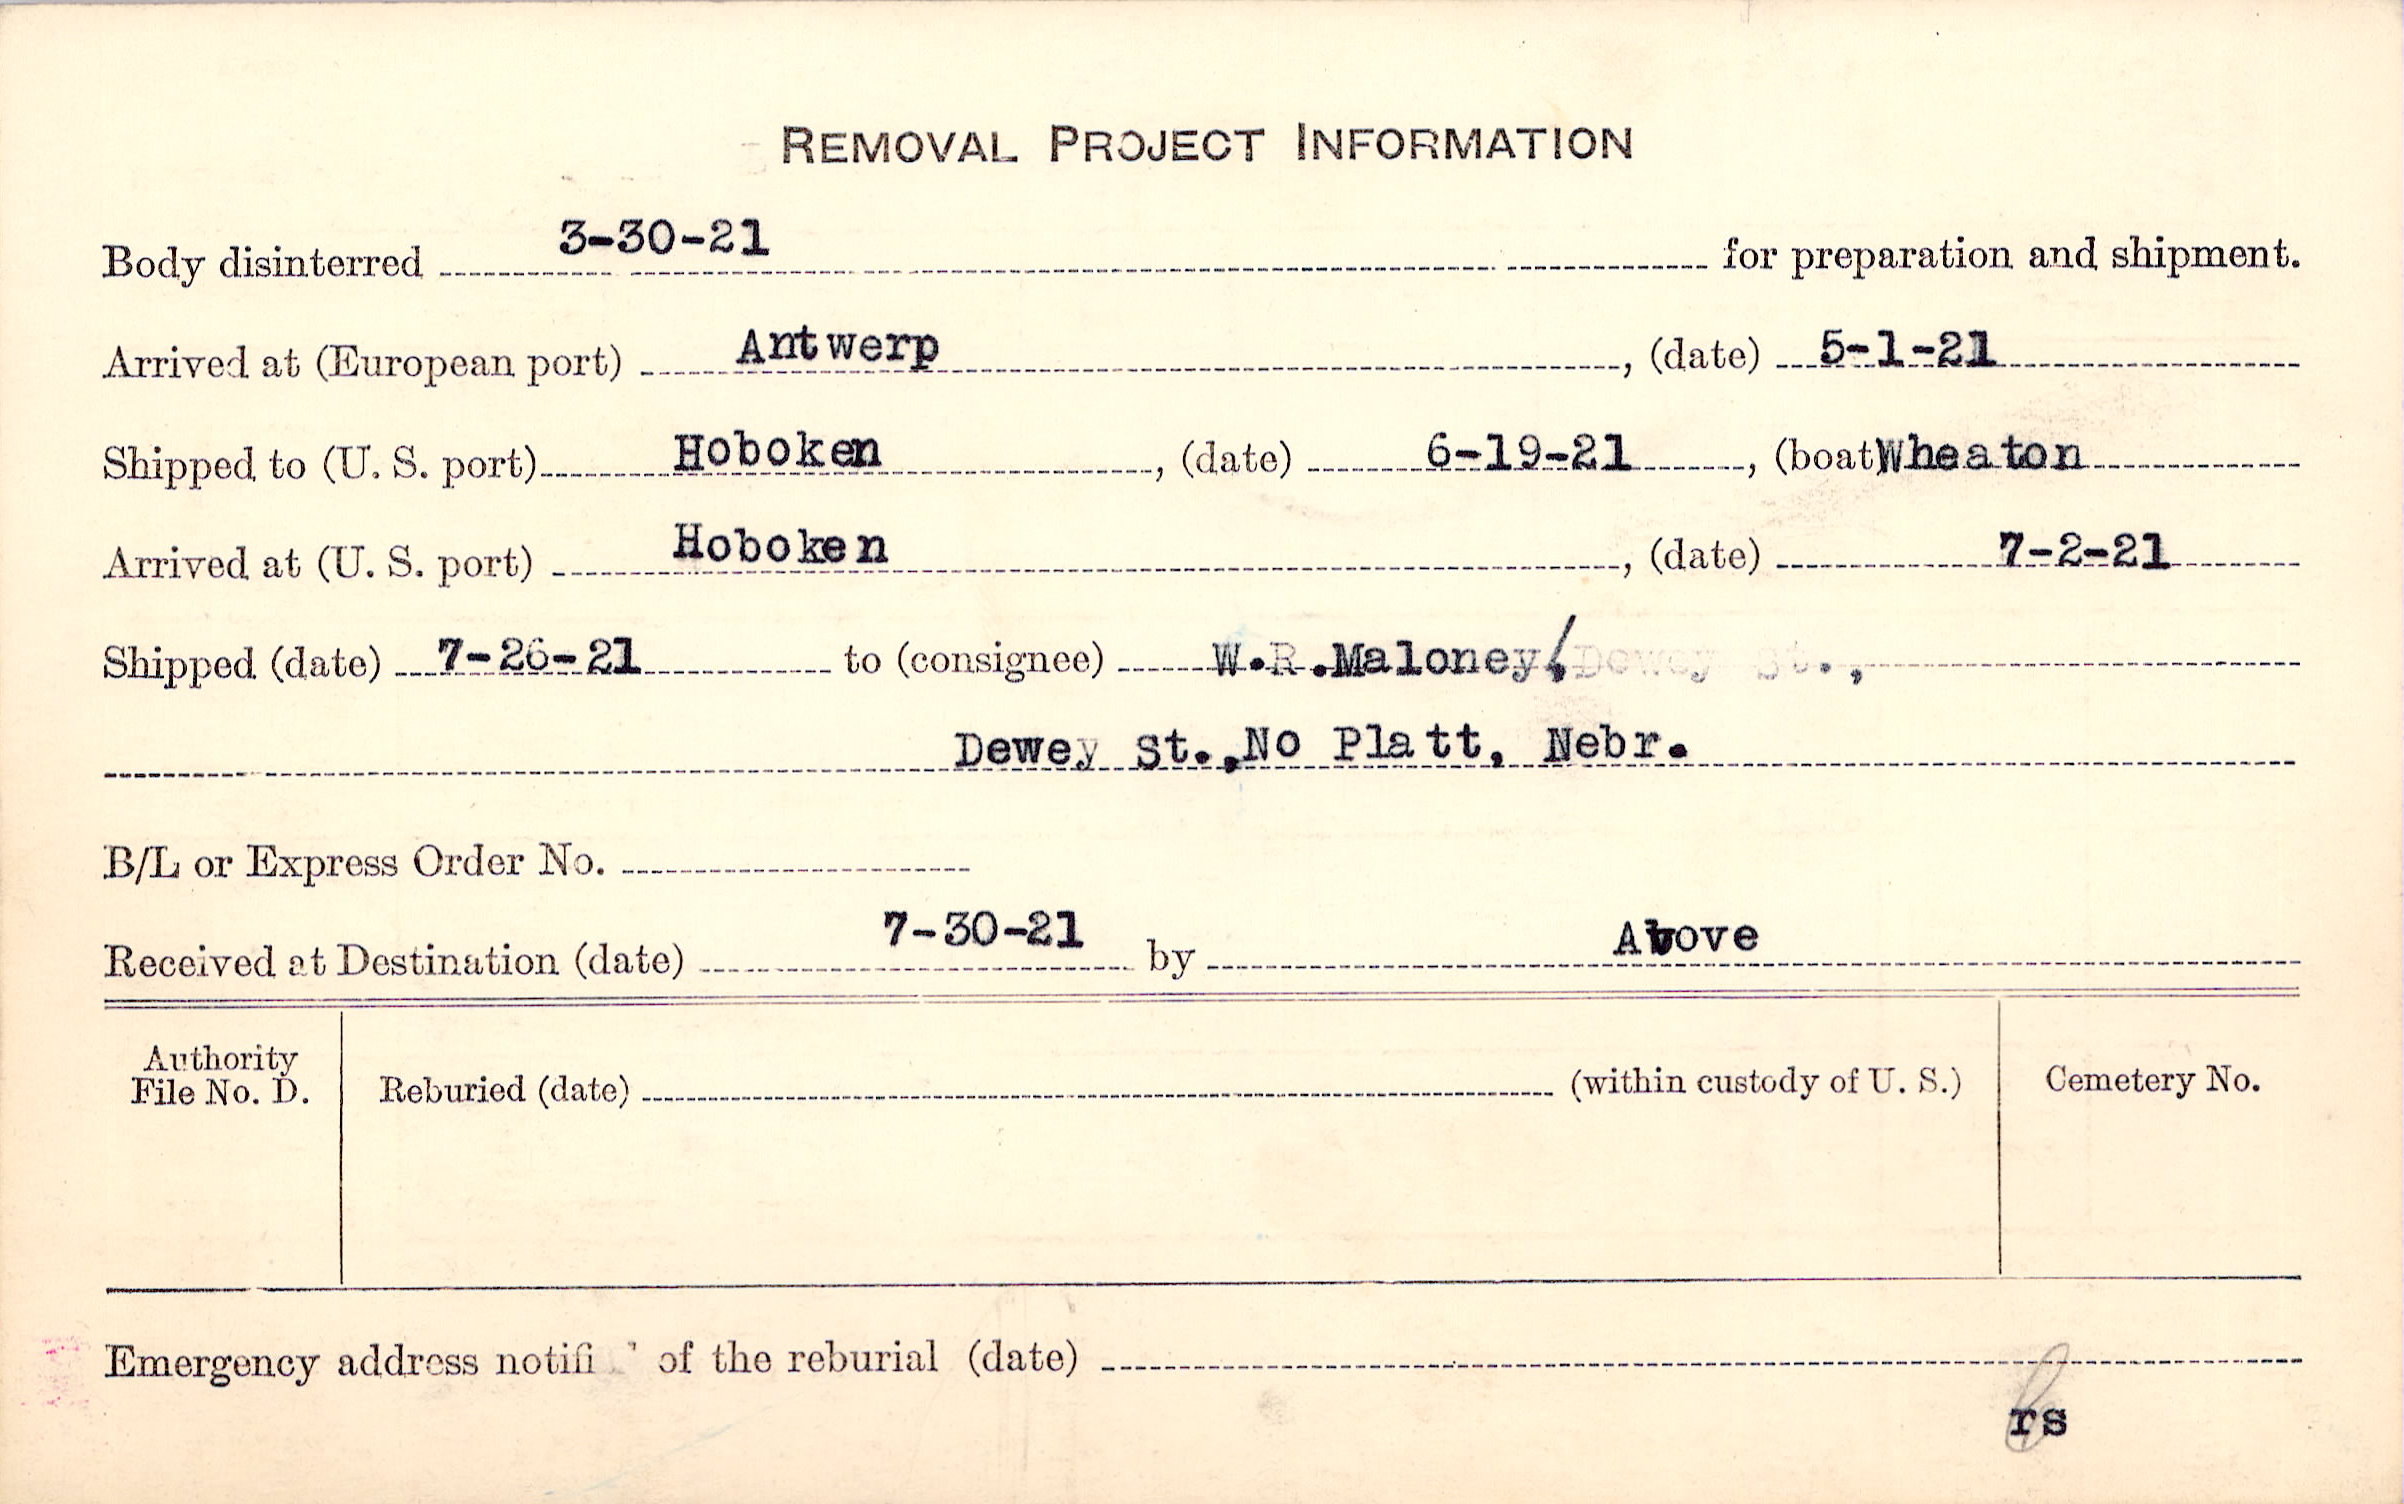 REMOVAL PROJECT INFORMATION
Body disinterred 3-30-21 for preparation and shipment.
Arrived at (European port) Antwerp, (date) 5-1-21
Shipped to (U. S. port) Hoboken, (date) 6-19-21, (boat) Wheaton
Arrived at (U. S. port) Hoboken, (date) 7-2-21
Shipped (date) 7-26-21 to (consignee) W.R.Maloney, Dewey St.,
Dewey St.,No Platt, Nebr.
B/L or Express Order No.
Received at Destination (date) 7-30-21 by Above
Authority
File No. D.
Reburied (date) (within custody of U. S.)
Cemetery No.
Emergency address of the reburial (date)
rs